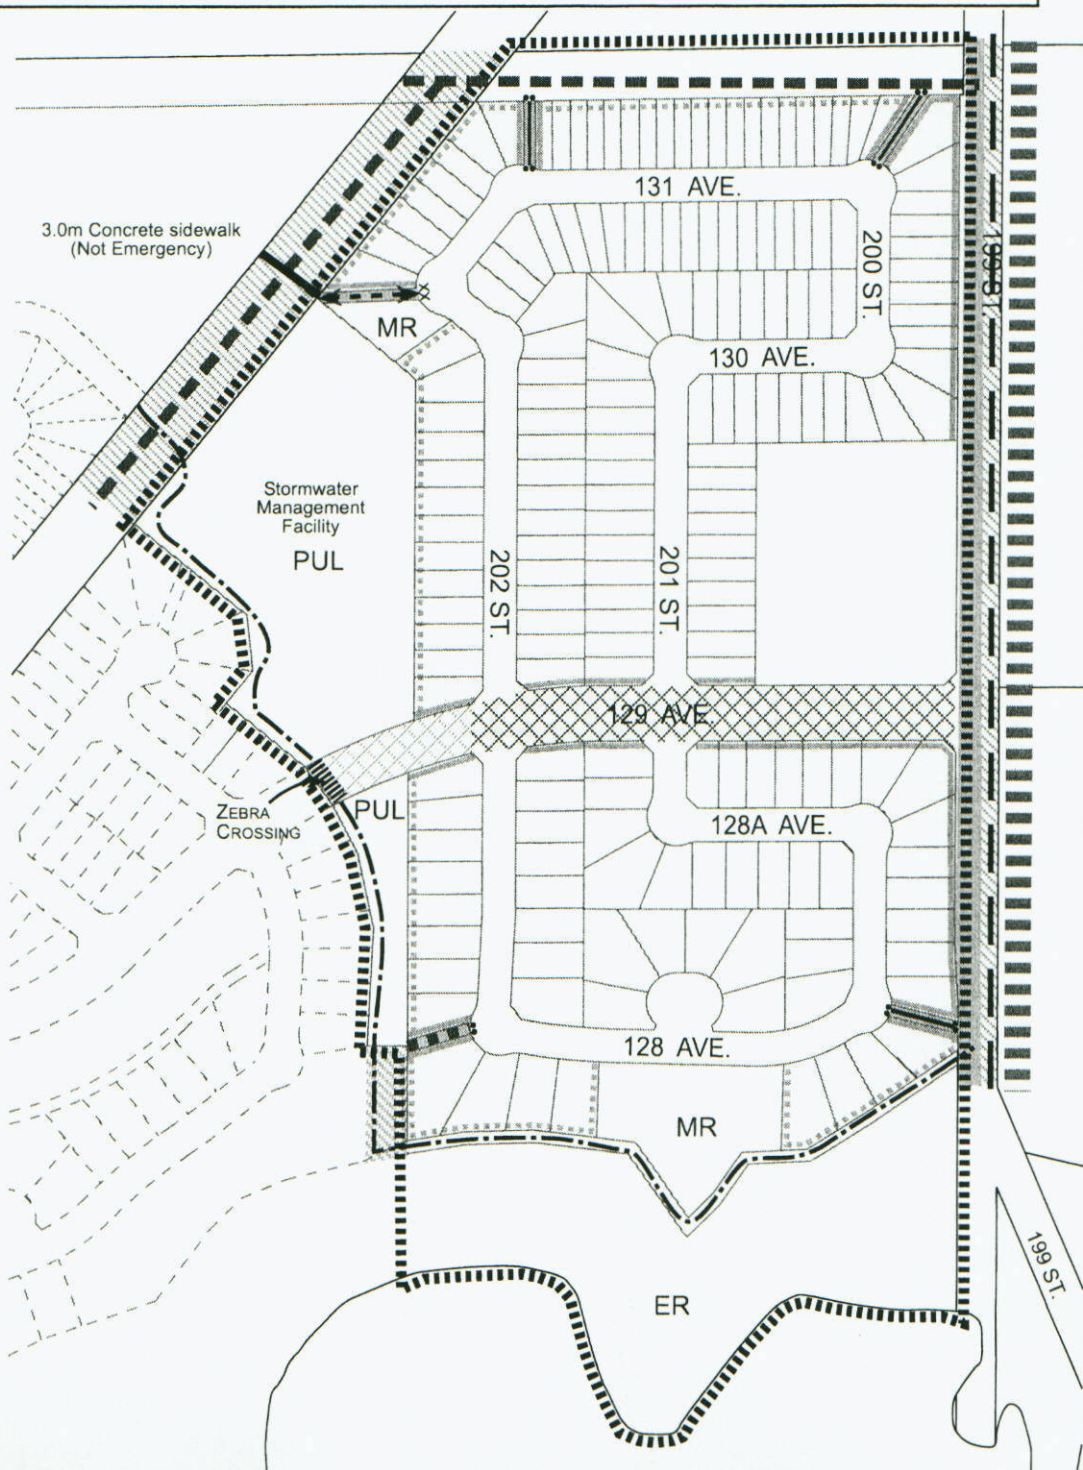 131 AVE.
3.0m Concrete sidewalk
(Not Emergency)
200 ST.
199 ST.
MR
130 AVE.
Stormwater
Management
Facility
PUL
202 ST.
201 ST.
129 AVE.
ZEBRA
CROSSING
PUL
128A AVE.
128 AVE.
MR
199 ST.
ER